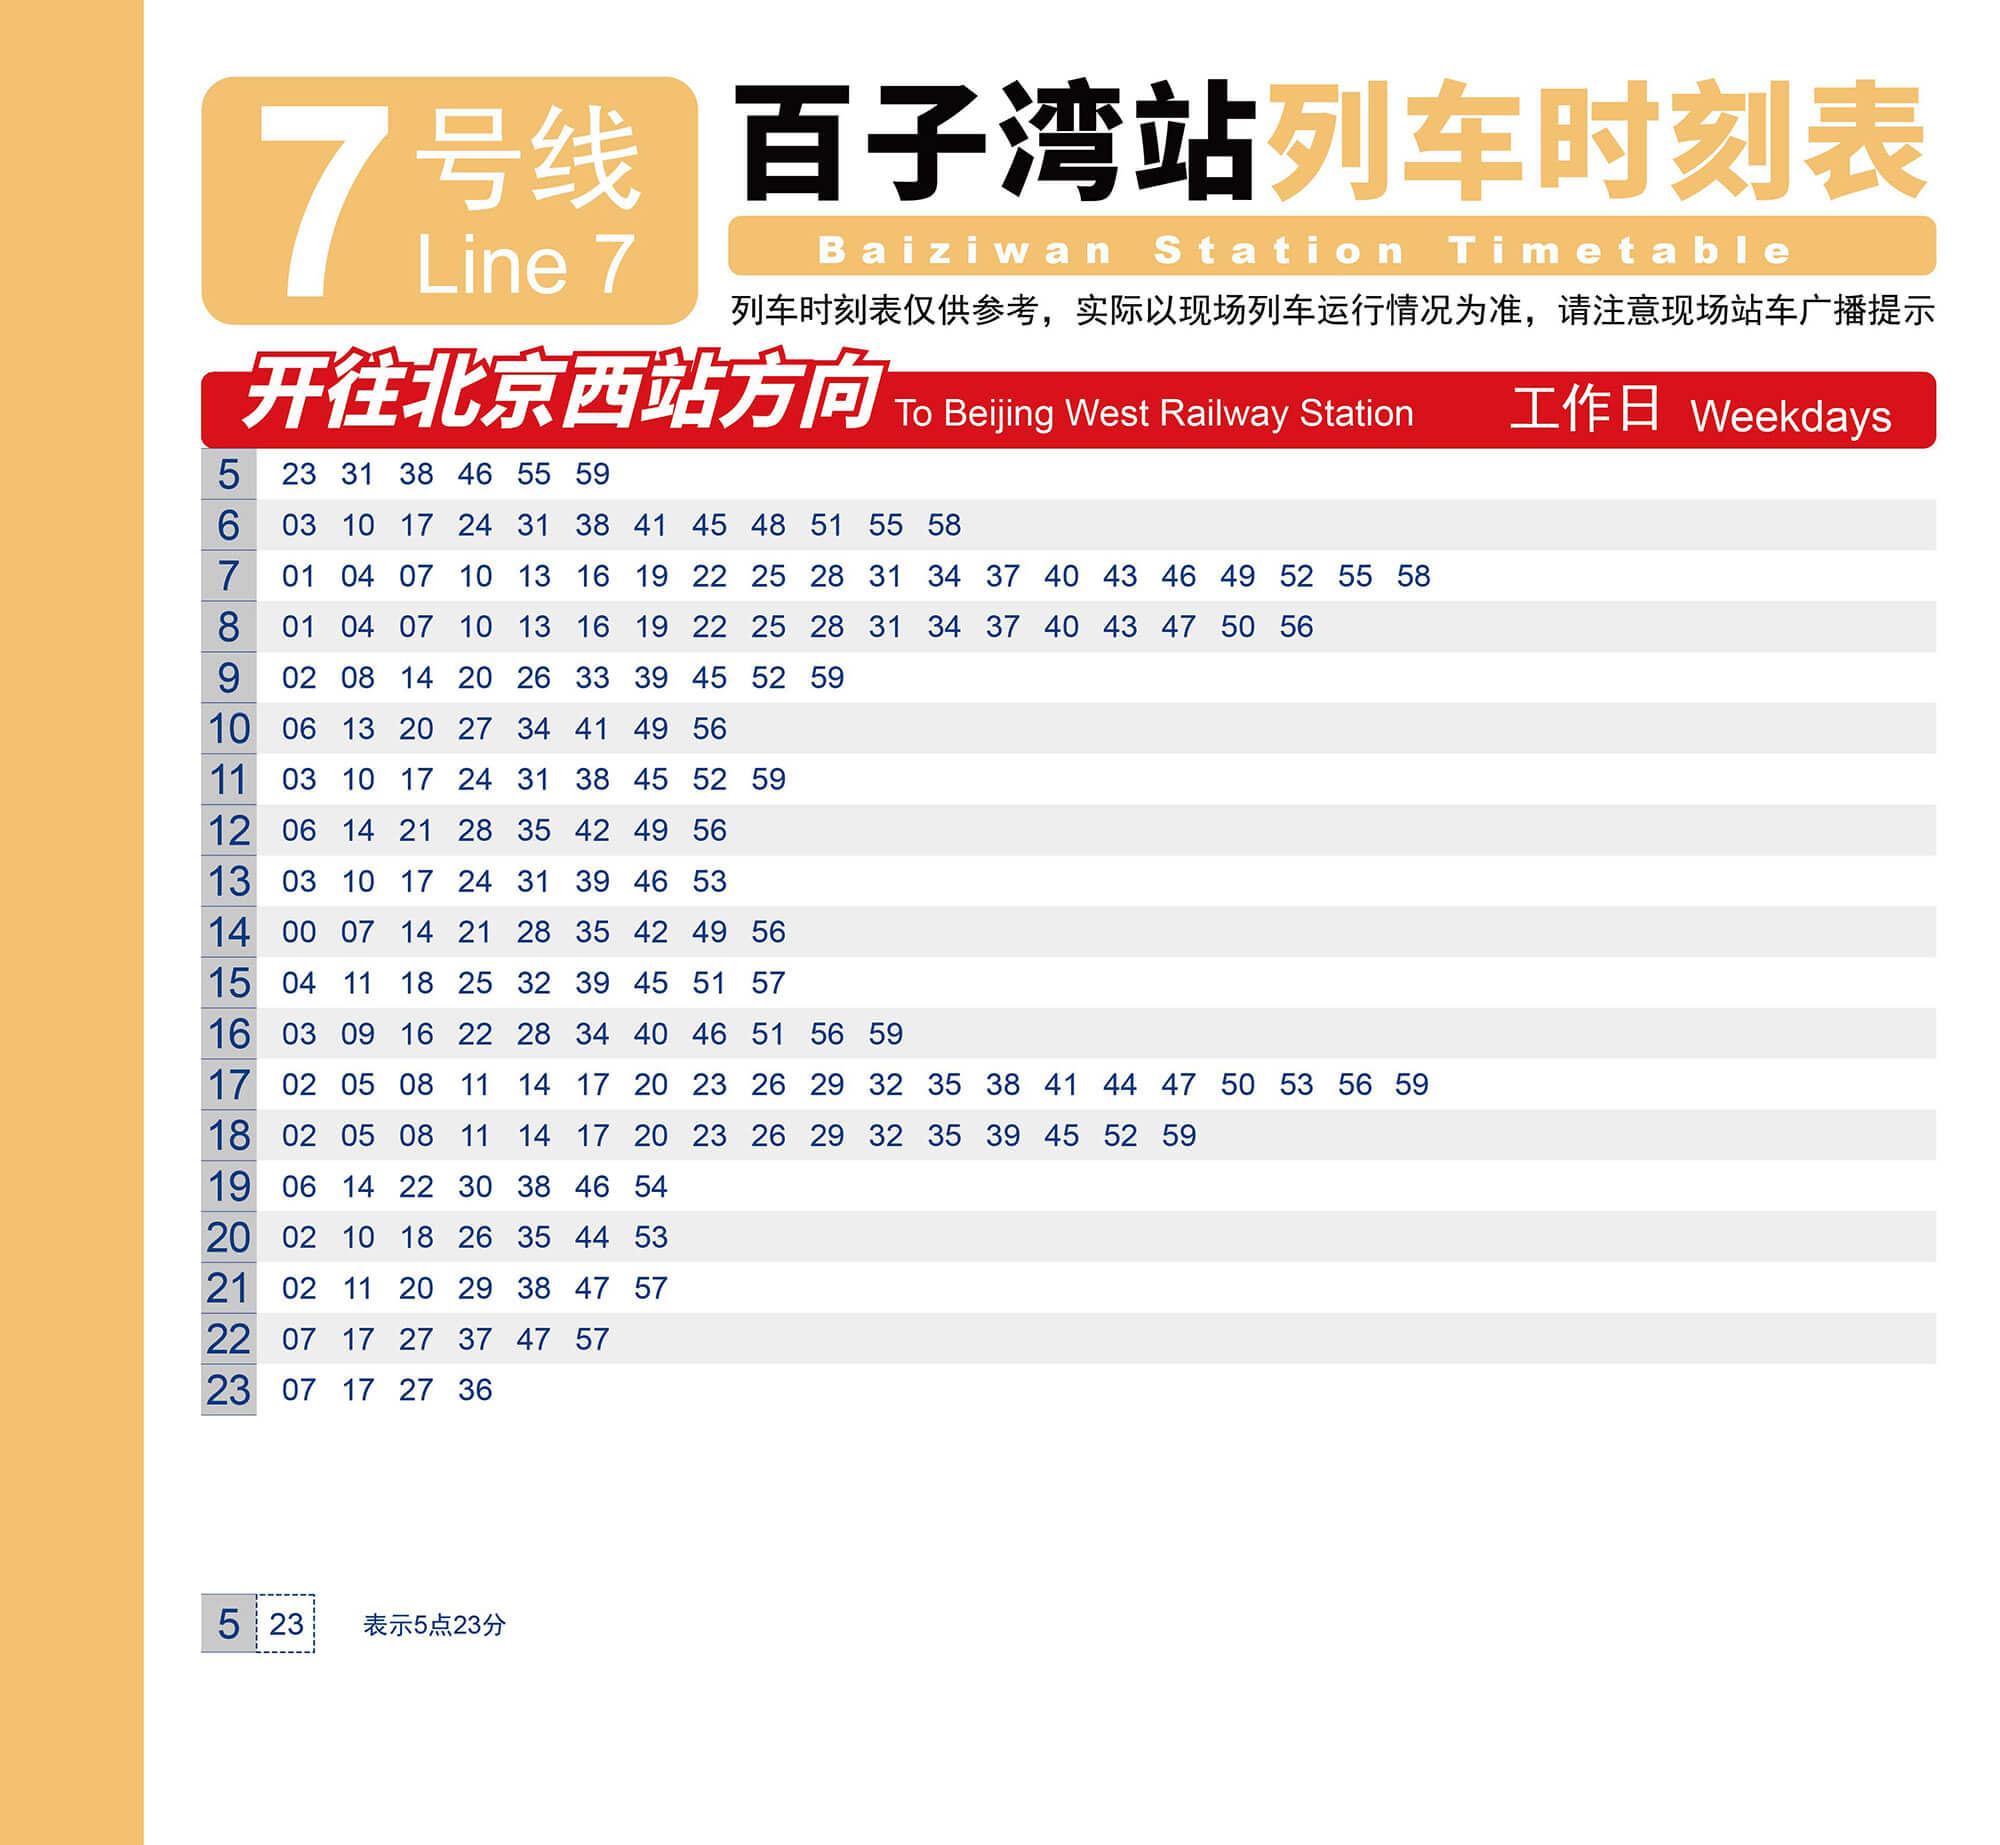 7 号线
Line 7
百子湾站列车时刻表
Baiziwan Station Timetable
列车时刻表仅供参考，实际以现场列车运行情况为准，请注意现场站车广播提示
开往北京西站方向 To Beijing West Railway Station 工作日 Weekdays
5 23 31 38 46 55 59
6 03 10 17 24 31 38 41 45 48 51 55 58
7 01 04 07 10 13 16 19 22 25 28 31 34 37 40 43 46 49 52 55 58
8 01 04 07 10 13 16 19 22 25 28 31 34 37 40 43 47 50 56
9 02 08 14 20 26 33 39 45 52 59
10 06 13 20 27 34 41 49 56
11 03 10 17 24 31 38 45 52 59
12 06 14 21 28 35 42 49 56
13 03 10 17 24 31 39 46 53
14 00 07 14 21 28 35 42 49 56
15 04 11 18 25 32 39 45 51 57
16 03 09 16 22 28 34 40 46 51 56 59
17 02 05 08 11 14 17 20 23 26 29 32 35 38 41 44 47 50 53 56 59
18 02 05 08 11 14 17 20 23 26 29 32 35 39 45 52 59
19 06 14 22 30 38 46 54
20 02 10 18 26 35 44 53
21 02 11 20 29 38 47 57
22 07 17 27 37 47 57
23 07 17 27 36
5 23 表示5点23分